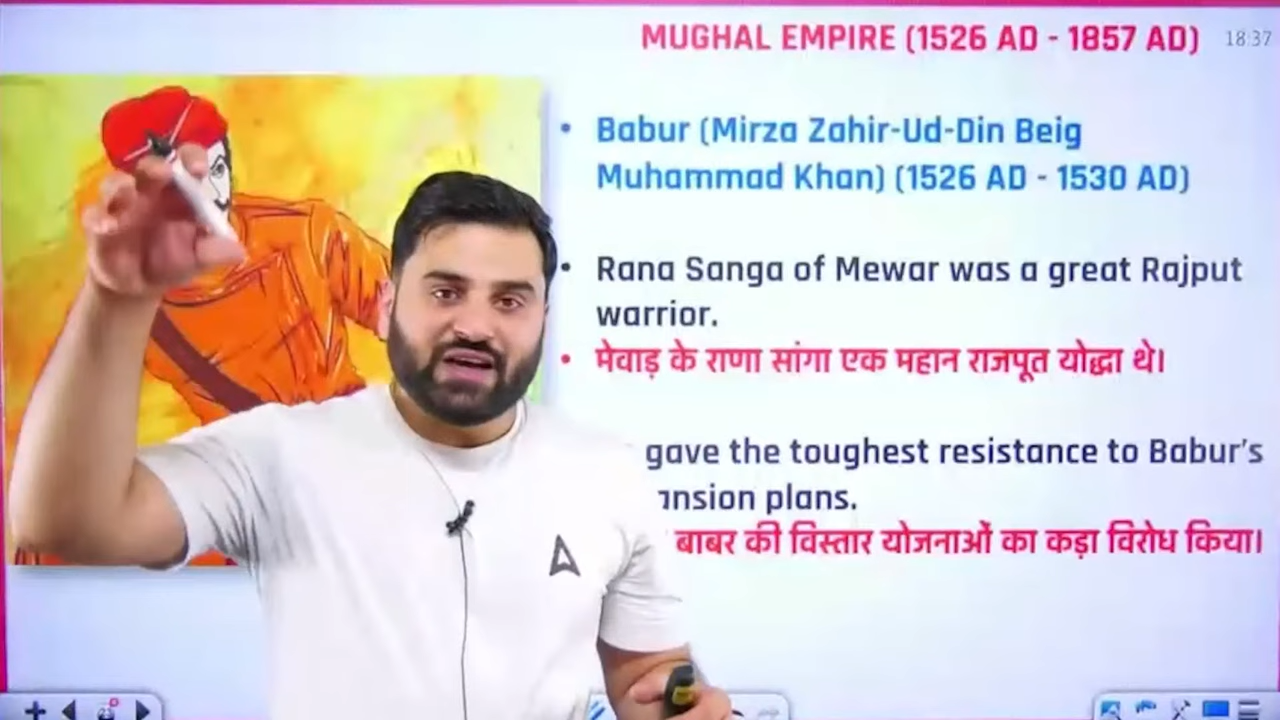 MUGHAL EMPIRE (1526 AD - 1857 AD)
18:37
• Babur (Mirza Zahir-Ud-Din Beig
Muhammad Khan) (1526 AD - 1530 AD)
• Rana Sanga of Mewar was a great Rajput
warrior.
• मेवाड़ के राणा सांगा एक महान राजपूत योद्धा थे।
gave the toughest resistance to Babur's
plans.
बाबर की विस्तार योजनाओं का कड़ा विरोध किया।